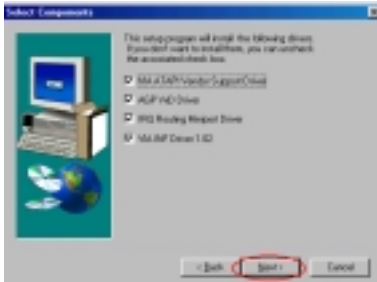 Select Components
This setup program will install the following drivers.
If you don't want to install them, you can uncheck
the associated check box.
VIA ATAPI Vendor Support Driver
AGP VxD Driver
IRQ Routing Miniport Driver
VIA INF Driver 1.02
< Back
Next >
Cancel